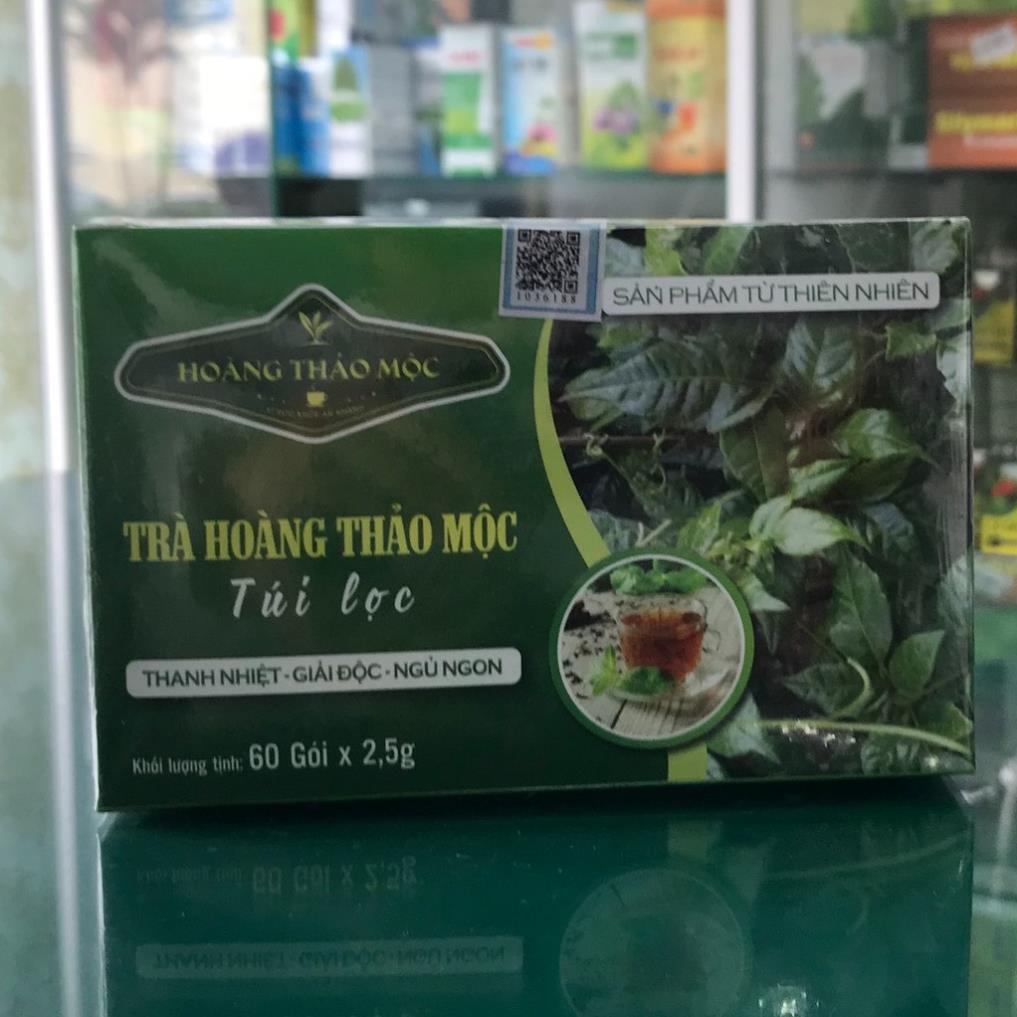 1036188
SẢN PHẨM TỪ THIÊN NHIÊN
HOÀNG THẢO MỘC
TRÀ HOÀNG THẢO MỘC
Túi lọc
THANH NHIỆT - GIẢI ĐỘC - NGỦ NGON
Khối lượng tịnh: 60 Gói x 2,5g